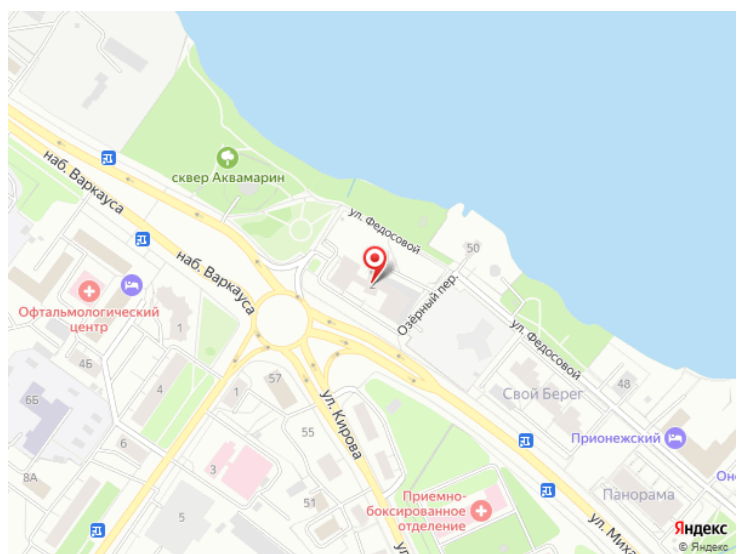 наб. Варкауса
сквер Аквамарин
ул. Федосовой
50
наб. Варкауса
2
Озёрный пер.
Офтальмологический
центр
1
ул. Федосовой
4Б
57
Свой Берег
48
6Б
4
1
ул. Кирова
55
Прионежский
6
3
8А
51
Приемно-
боксированное
отделение
Панорама
5
Яндекс
© Яндекс